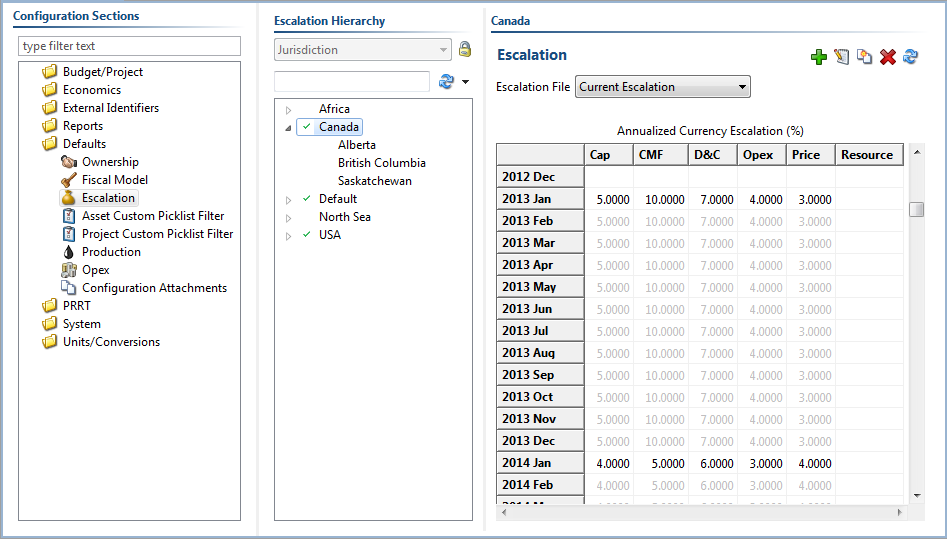 Configuration Sections
type filter text
Budget/Project
Economics
External Identifiers
Reports
Defaults
Ownership
Fiscal Model
Escalation
Asset Custom Picklist Filter
Project Custom Picklist Filter
Production
Opex
Configuration Attachments
PRRT
System
Units/Conversions
Escalation Hierarchy
Jurisdiction
Africa
Canada
Alberta
British Columbia
Saskatchewan
Default
North Sea
USA
Canada
Escalation
Escalation File Current Escalation
Annualized Currency Escalation (%)
Cap CMF D&C Opex Price Resource
2012 Dec
2013 Jan 5.0000 10.0000 7.0000 4.0000 3.0000
2013 Feb 5.0000 10.0000 7.0000 4.0000 3.0000
2013 Mar 5.0000 10.0000 7.0000 4.0000 3.0000
2013 Apr 5.0000 10.0000 7.0000 4.0000 3.0000
2013 May 5.0000 10.0000 7.0000 4.0000 3.0000
2013 Jun 5.0000 10.0000 7.0000 4.0000 3.0000
2013 Jul 5.0000 10.0000 7.0000 4.0000 3.0000
2013 Aug 5.0000 10.0000 7.0000 4.0000 3.0000
2013 Sep 5.0000 10.0000 7.0000 4.0000 3.0000
2013 Oct 5.0000 10.0000 7.0000 4.0000 3.0000
2013 Nov 5.0000 10.0000 7.0000 4.0000 3.0000
2013 Dec 5.0000 10.0000 7.0000 4.0000 3.0000
2014 Jan 4.0000 5.0000 6.0000 3.0000 4.0000
2014 Feb 4.0000 5.0000 6.0000 3.0000 4.0000